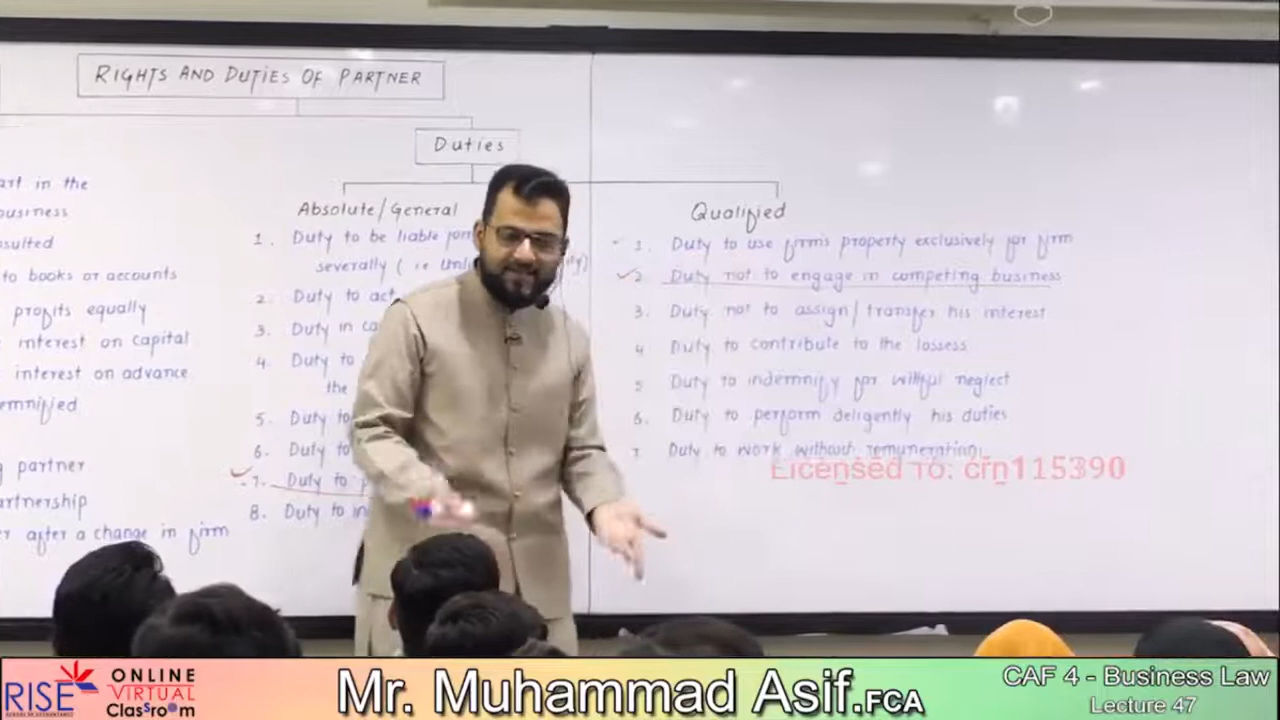 RIGHTS AND DUTIES OF PARTNER
Duties
art in the
business
sulted
to books or accounts
profits equally
interest on capital
interest on advance
emnified
partner
artnership
after a change in firm
Absolute/General
1. Duty to be liable
severally (ie
2. Duty to act
3. Duty in
4. Duty to
the
5. Duty to
6. Duty to
7. Duty to
8. Duty to in
Qualified
1. Duty to use firm's property exclusively for firm
2 Duty not to engage in competing business
3. Duty not to assign/transfer his interest
4 Duty to contribute to the lossess
5 Duty to indemnify for willful neglect
6. Duty to perform deligently his duties
7 Duty to work without remuneration
Licensed To: crn115390
RISE
SCHOOL OF ACCOUNTANCY
ONLINE
VIRTUAL
ClassroOm
Mr. Muhammad Asif.FCA
CAF 4 - Business Law
Lecture 47